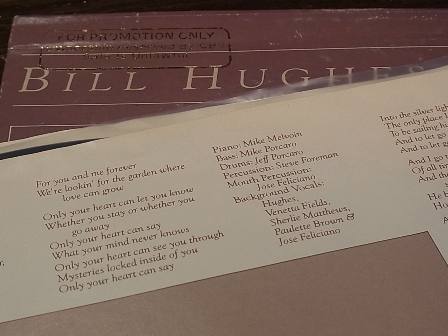 FOR PROMOTION ONLY
BILL HUGHES
For you and me forever
We're lookin' for the garden where
love can grow
Only your heart can let you know
Whether you stay or whether you
go away
Only your heart can say
What your mind never knows
Only your heart can see you through
Mysteries locked inside of you
Only your heart can say
Piano: Mike Melvoin
Bass: Mike Porcaro
Drums: Jeff Porcaro
Percussion: Steve Foreman
Mouth Percussion:
Jose Feliciano
Background Vocals:
Hughes,
Venetta Fields,
Sherlie Matthews,
Paulette Brown &
Jose Feliciano
Into the silver
The only place
To be sailing
And to let go
And to let
And I go
Of all
And
He